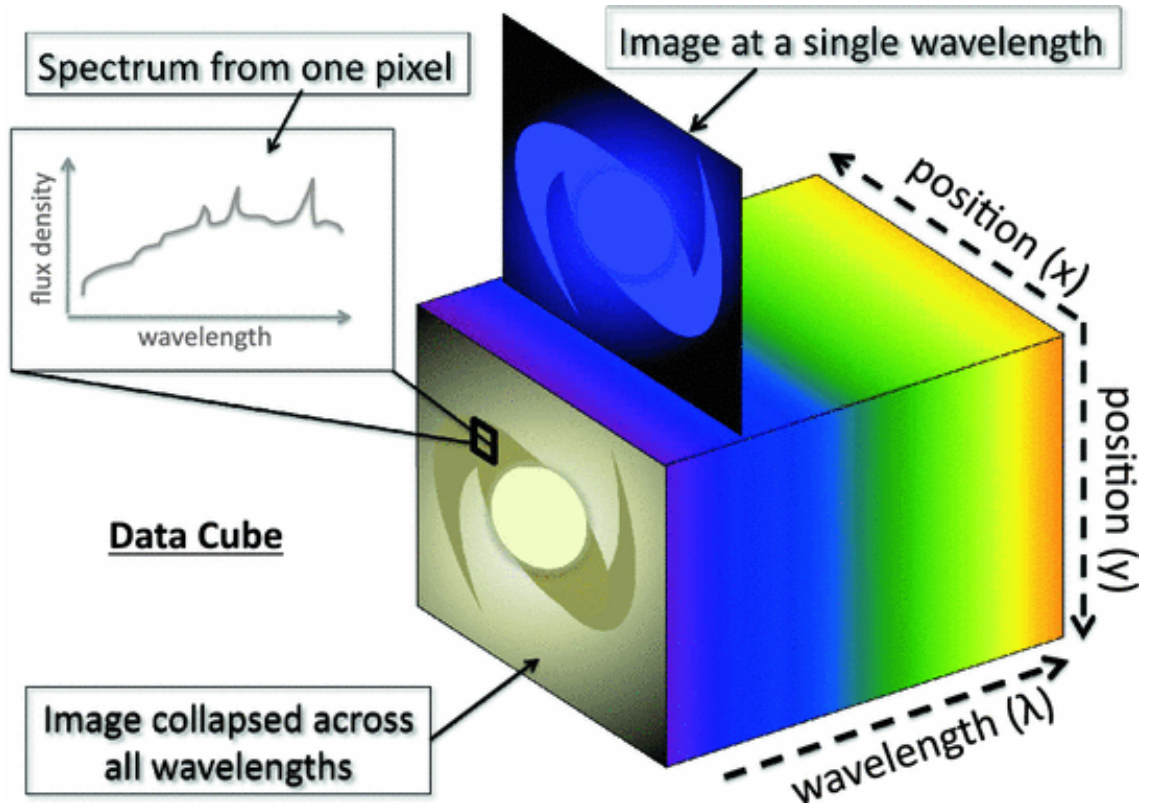 Spectrum from one pixel
Image at a single wavelength
flux density
wavelength
position (x)
position (y)
Data Cube
Image collapsed across
all wavelengths
wavelength (λ)